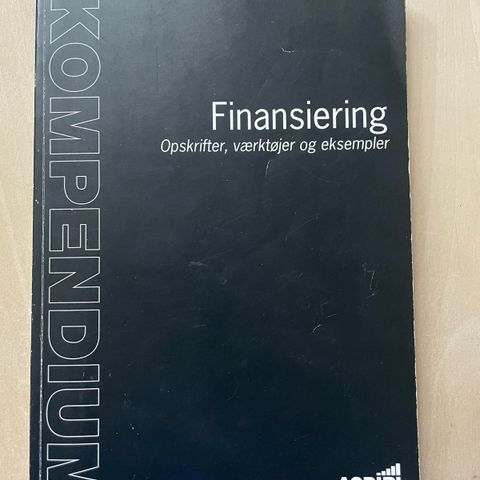 KOMPENDIUM
Finansiering
Opskrifter, værktøjer og eksempler